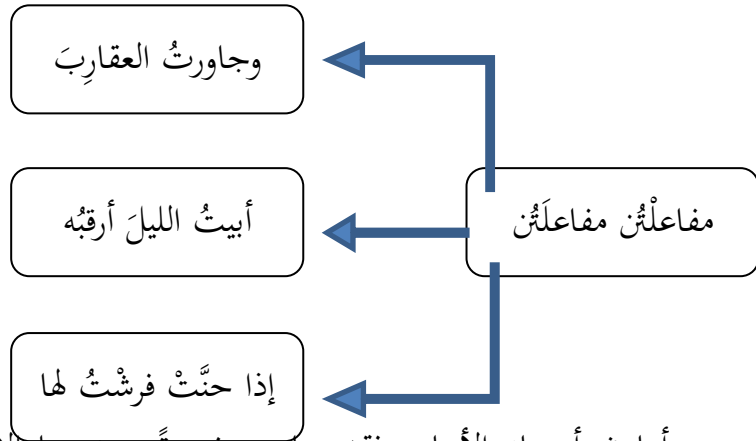 وجاورتُ العقارِبَ
مفاعلْتُن مفاعلَتُن
أبيتُ الليلَ أرقبُه
إذا حنَّتْ فرشْتُ لها